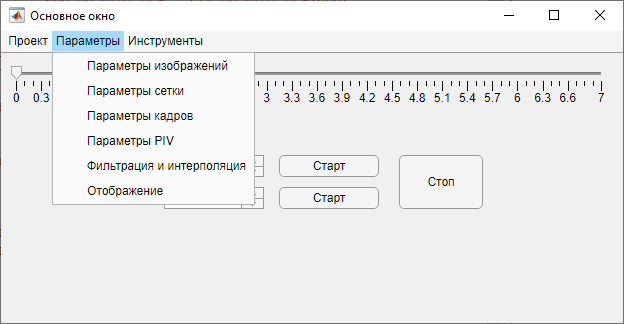 Основное окно
Проект Параметры Инструменты
Параметры изображений
Параметры сетки
Параметры кадров
Параметры PIV
Фильтрация и интерполяция
Отображение
0 0.3 3 3.3 3.6 3.9 4.2 4.5 4.8 5.1 5.4 5.7 6 6.3 6.6 7
Старт
Старт
Стоп